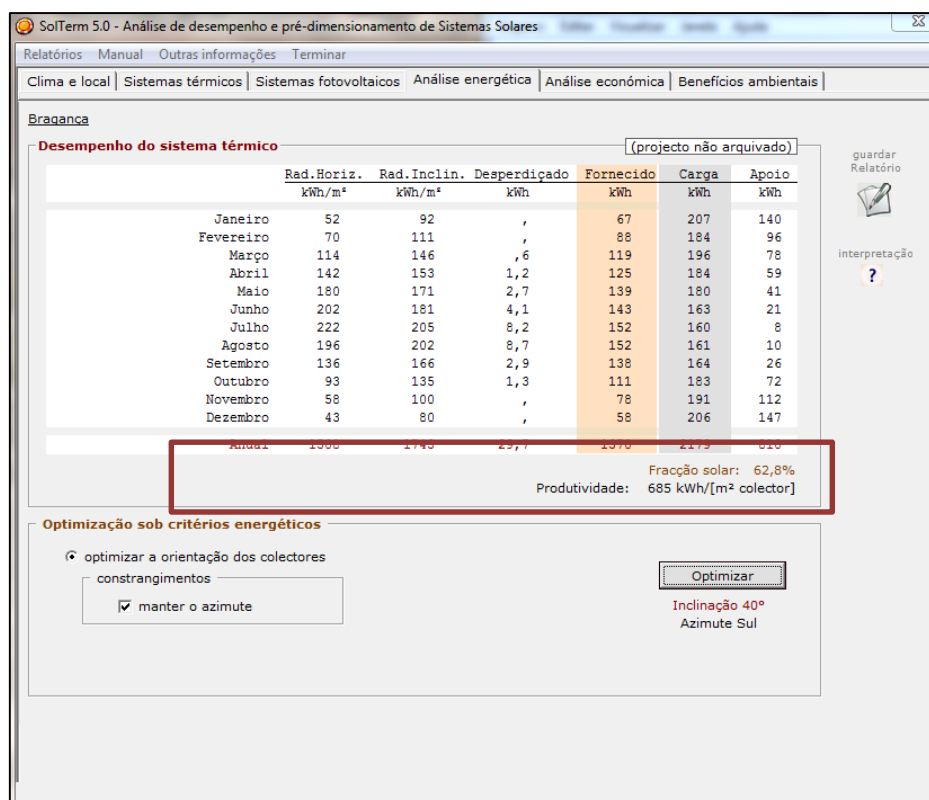 SolTerm 5.0 - Análise de desempenho e pré-dimensionamento de Sistemas Solares
Relatórios Manual Outras informações Terminar
Clima e local Sistemas térmicos Sistemas fotovoltaicos Análise energética Análise económica Benefícios ambientais
Bragança
Desempenho do sistema térmico (projecto não arquivado)
guardar
Relatório
Rad.Horiz. Rad.Inclin. Desperdiçado Fornecido Carga Apoio
kWh/m² kWh/m² kWh kWh kWh kWh
Janeiro 52 92 , 67 207 140
Fevereiro 70 111 , 88 184 96
Março 114 146 ,6 119 196 78
interpretação
?
Abril 142 153 1,2 125 184 59
Maio 180 171 2,7 139 180 41
Junho 202 181 4,1 143 163 21
Julho 222 205 8,2 152 160 8
Agosto 196 202 8,7 152 161 10
Setembro 136 166 2,9 138 164 26
Outubro 93 135 1,3 111 183 72
Novembro 58 100 , 78 191 112
Dezembro 43 80 , 58 206 147
Anual 29,7 2179
Fracção solar: 62,8%
Produtividade: 685 kWh/[m² colector]
Optimização sob critérios energéticos
optimizar a orientação dos colectores
constrangimentos
manter o azimute
Optimizar
Inclinação 40º
Azimute Sul